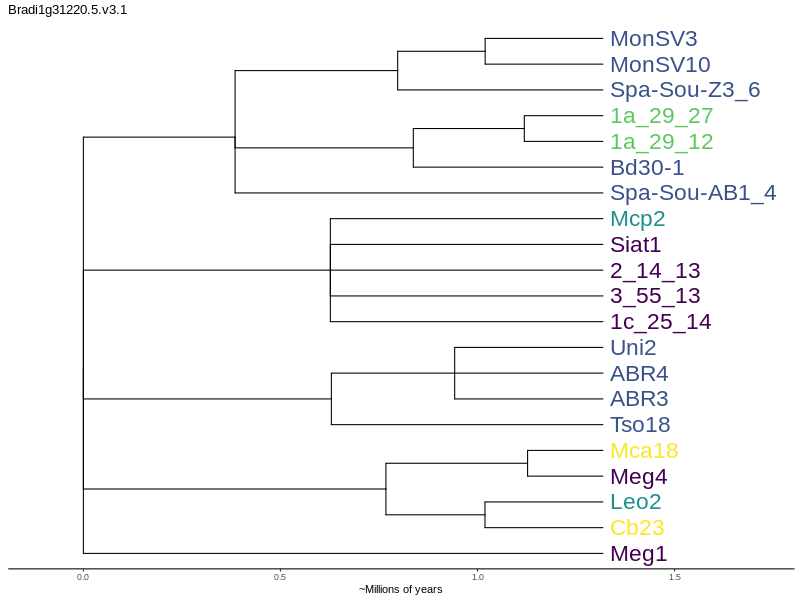 Bradi1g31220.5.v3.1
MonSV3
MonSV10
Spa-Sou-Z3_6
1a_29_27
1a_29_12
Bd30-1
Spa-Sou-AB1_4
Mcp2
Siat1
2_14_13
3_55_13
1c_25_14
Uni2
ABR4
ABR3
Tso18
Mca18
Meg4
Leo2
Cb23
Meg1
0.0 0.5 1.0 1.5
~Millions of years